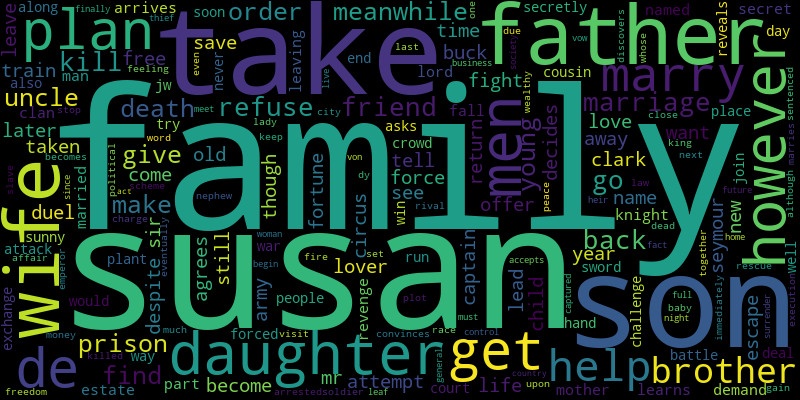 leave
along
thief
finally
arrives
soon
order
meanwhile
secretly
one
due
named
secret
plan
take
father
time
vow
whose
discovers
reveals
day
train
kill
free
man
even
save
never
leaving
end
last
buck
society
business
also
feeling
live
lord
fight
cousin
wealthy
marry
however
sentenced
uncle
jw
death
refuse
friend
men
marriage
place
close
clan
stop
meet
city
fall
young
king
later
try
word
lady
keep
asks
crowd
love
want
next
taken
give
old
family
tell
return
away
decides
join
marries
although
becomes
political
come
though
fortune
circus
von
see
force
clark
go
name
heir
law
future
wife
since
act
scheme
nephew
dy
win
rival
offer
peace
knight
dead
new
slave
duel
married
make
charge
sir
sunny
despite
agrees
still
woman
war
lover
captain
back
fact
home
together
seymour
Well
attack
affair
emperor
plant
eventually
begin
fire
set
run
accepts
year
sword
rescue
exchange
would
susan
army
people
revenge
plot
must
lead
child
captured
son
challenge
full
baby
night
immediately
escape
surrender
execution
money
prison
much
forced
visit
convinces
race
control
get
hand
battle
deal
de
killed
way
daughter
mr
general
help
brother
find
part
become
attempt
country
life
upon
mother
learns
demand
gain
freedom
estate
arrested
soldier
leaf
court